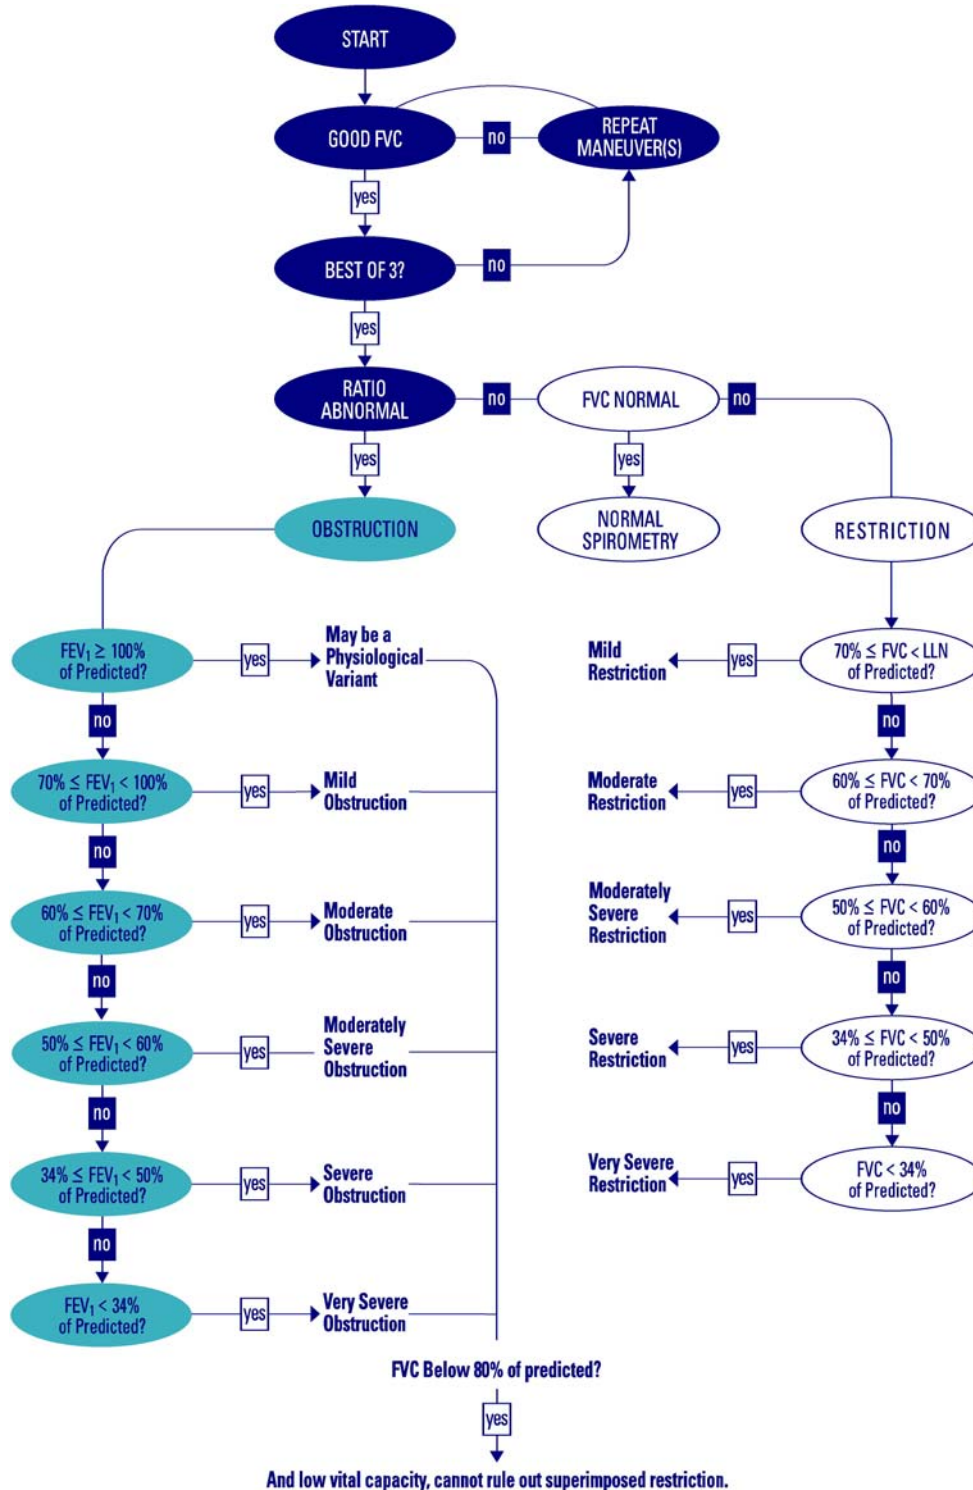 START
GOOD FVC
no
REPEAT
MANEUVER(S)
yes
BEST OF 3?
no
yes
RATIO
ABNORMAL
no
FVC NORMAL
no
yes
yes
OBSTRUCTION
NORMAL
SPIROMETRY
RESTRICTION
FEV₁ ≥ 100%
of Predicted?
yes
May be a
Physiological
Variant
no
70% ≤ FEV₁ < 100%
of Predicted?
yes
Mild
Obstruction
no
60% ≤ FEV₁ < 70%
of Predicted?
yes
Moderate
Obstruction
no
50% ≤ FEV₁ < 60%
of Predicted?
yes
Moderately
Severe
Obstruction
no
34% ≤ FEV₁ < 50%
of Predicted?
yes
Severe
Obstruction
no
FEV₁ < 34%
of Predicted?
yes
Very Severe
Obstruction
Mild
Restriction
yes
70% ≤ FVC < LLN
of Predicted?
no
Moderate
Restriction
yes
60% ≤ FVC < 70%
of Predicted?
no
Moderately
Severe
Restriction
yes
50% ≤ FVC < 60%
of Predicted?
no
Severe
Restriction
yes
34% ≤ FVC < 50%
of Predicted?
no
Very Severe
Restriction
yes
FVC < 34%
of Predicted?
FVC Below 80% of predicted?
yes
And low vital capacity, cannot rule out superimposed restriction.